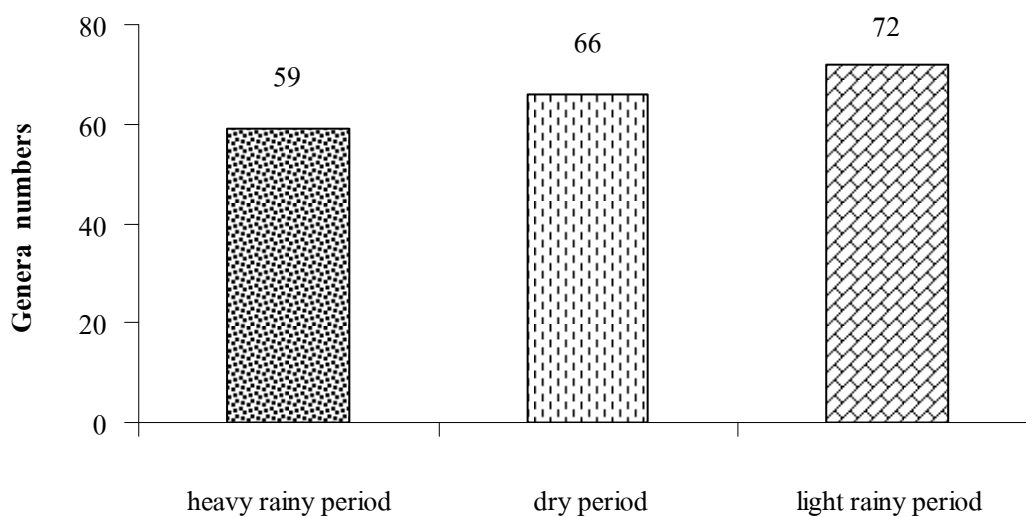 80
72
66
59
60
40
20
0
Genera numbers
heavy rainy period
dry period
light rainy period